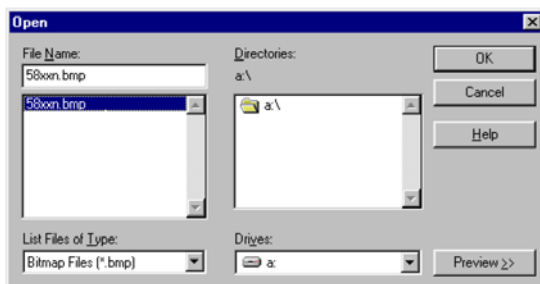 Open
File Name:
58xxn.bmp
58xxn.bmp
List Files of Type:
Bitmap Files (*.bmp)
Directories:
a:\
a:\
Drives:
a:
OK
Cancel
Help
Preview >>